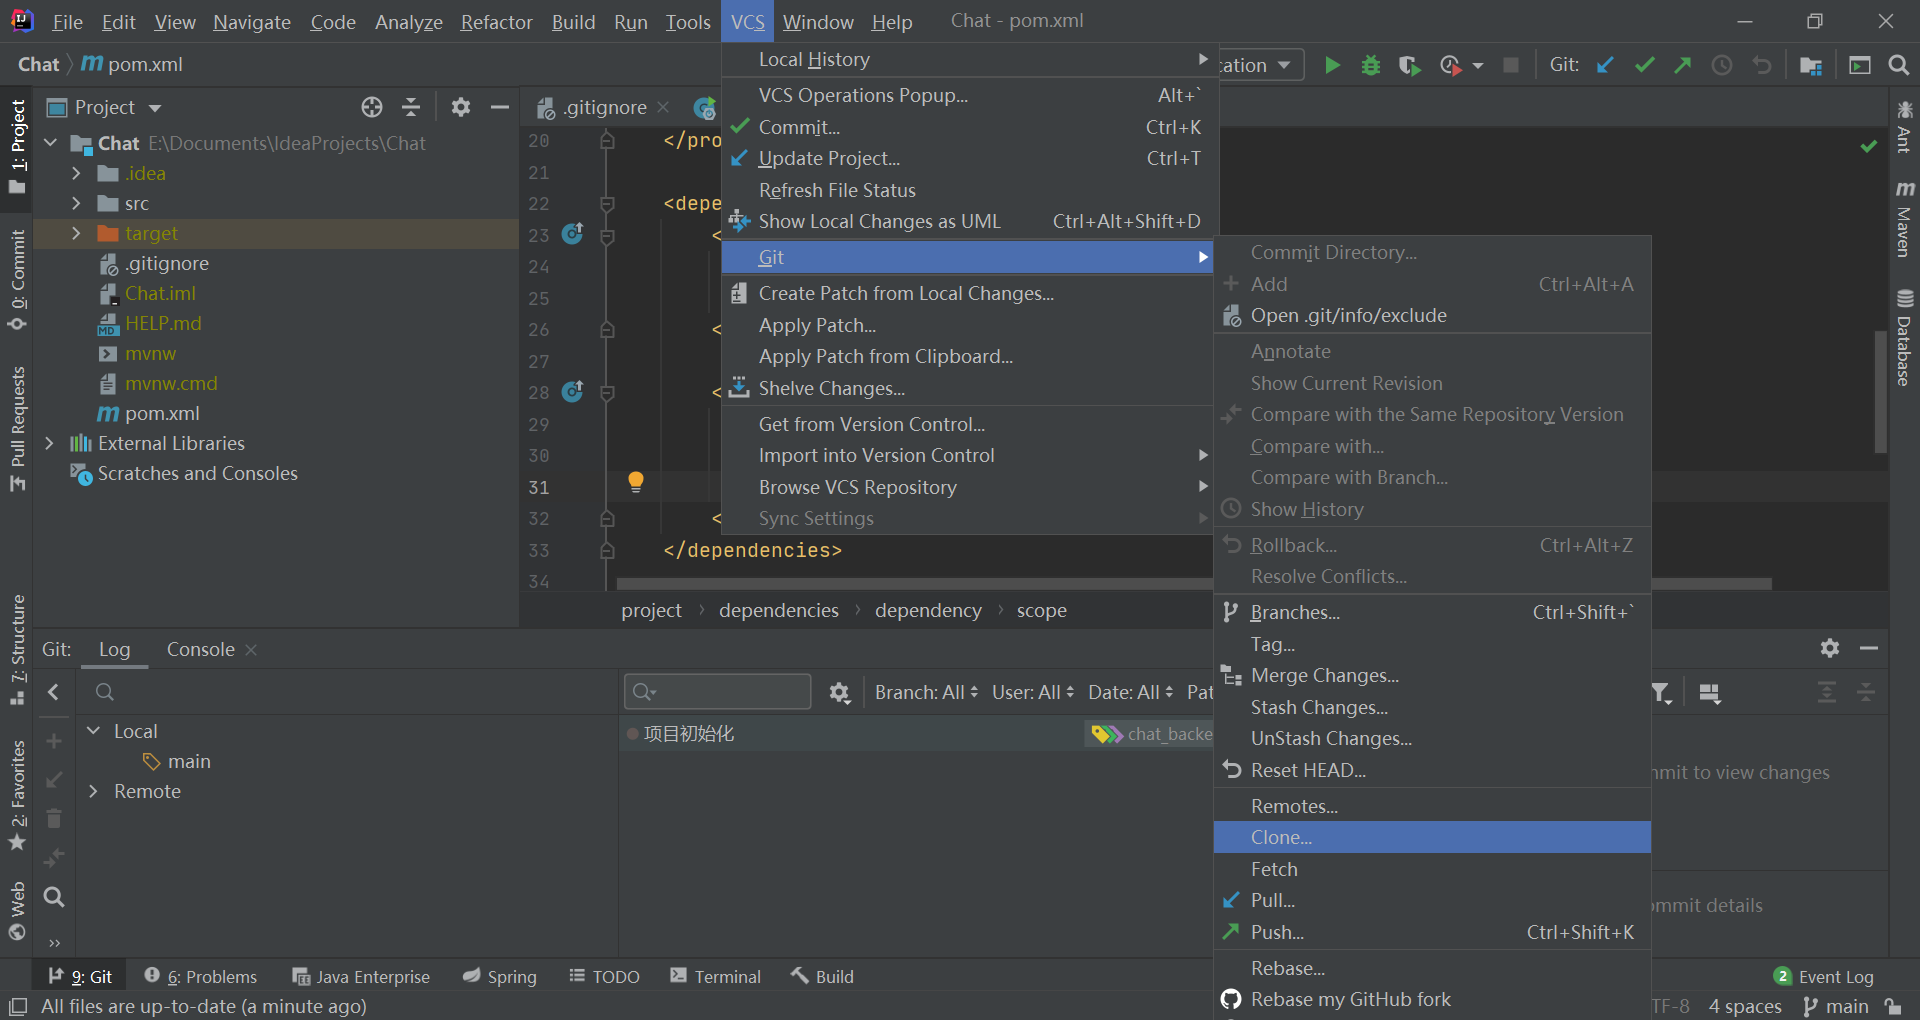 File Edit View Navigate Code Analyze Refactor Build Run Tools VCS Window Help Chat - pom.xml
Chat pom.xml
Git:
Project
.gitignore
1: Project
0: Commit
Pull Requests
7: Structure
2: Favorites
Web
Chat E:\Documents\IdeaProjects\Chat
.idea
src
target
.gitignore
Chat.iml
HELP.md
mvnw
mvnw.cmd
pom.xml
External Libraries
Scratches and Consoles
20 </pro
21
22 <depe
23 <
24
25
26 <
27
28 <
29
30
31
32 <
33 </dependencies>
34
project dependencies dependency scope
Local History
VCS Operations Popup... Alt+`
Commit... Ctrl+K
Update Project... Ctrl+T
Refresh File Status
Show Local Changes as UML Ctrl+Alt+Shift+D
Git
Create Patch from Local Changes...
Apply Patch...
Apply Patch from Clipboard...
Shelve Changes...
Get from Version Control...
Import into Version Control
Browse VCS Repository
Sync Settings
Commit Directory...
Add Ctrl+Alt+A
Open .git/info/exclude
Annotate
Show Current Revision
Compare with the Same Repository Version
Compare with...
Compare with Branch...
Show History
Rollback... Ctrl+Alt+Z
Resolve Conflicts...
Branches... Ctrl+Shift+`
Tag...
Merge Changes...
Stash Changes...
UnStash Changes...
Reset HEAD...
Remotes...
Clone...
Fetch
Pull...
Push... Ctrl+Shift+K
Rebase...
Rebase my GitHub fork
Ant
Maven
Database
Git: Log Console
Branch: All User: All Date: All Pat
Local
main
Remote
项目初始化 chat_backe
mmit to view changes
ommit details
9: Git 6: Problems Java Enterprise Spring TODO Terminal Build 2 Event Log
All files are up-to-date (a minute ago) TF-8 4 spaces main